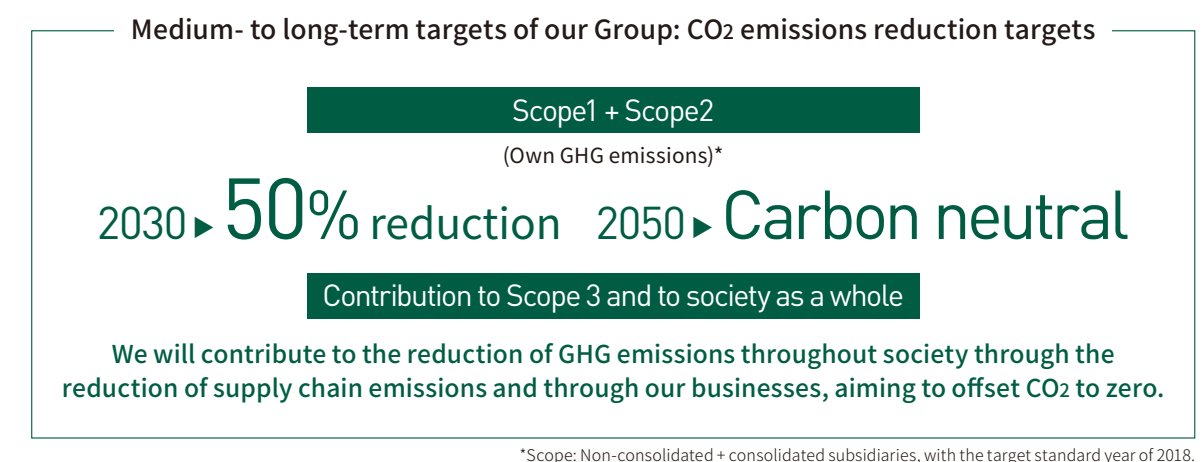 Medium- to long-term targets of our Group: CO2 emissions reduction targets
Scope1 + Scope2
(Own GHG emissions)*
2030 ▶ 50% reduction 2050 ▶ Carbon neutral
Contribution to Scope 3 and to society as a whole
We will contribute to the reduction of GHG emissions throughout society through the
reduction of supply chain emissions and through our businesses, aiming to offset CO2 to zero.
*Scope: Non-consolidated + consolidated subsidiaries, with the target standard year of 2018.